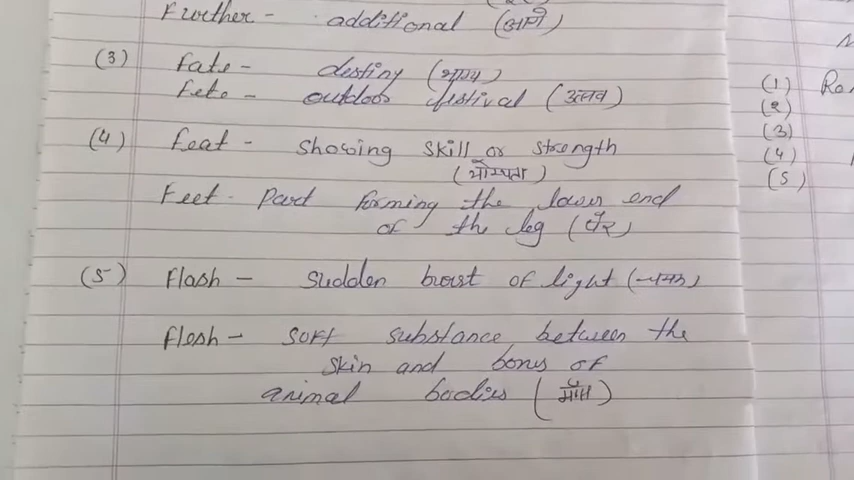 Further - additional (आगे)
(3) Fate - destiny (भाग्य)
Fete - outdoor festival (उत्सव)
(4) Feat - showing skill or strength
(योग्यता)
Feet - part forming the lower end
of the leg (पैर)
(5) Flash - sudden burst of light (चमक)
Flesh - soft substance between the
skin and bones of
animal bodies (माँस)
(1)
(2)
(3)
(4)
(5)